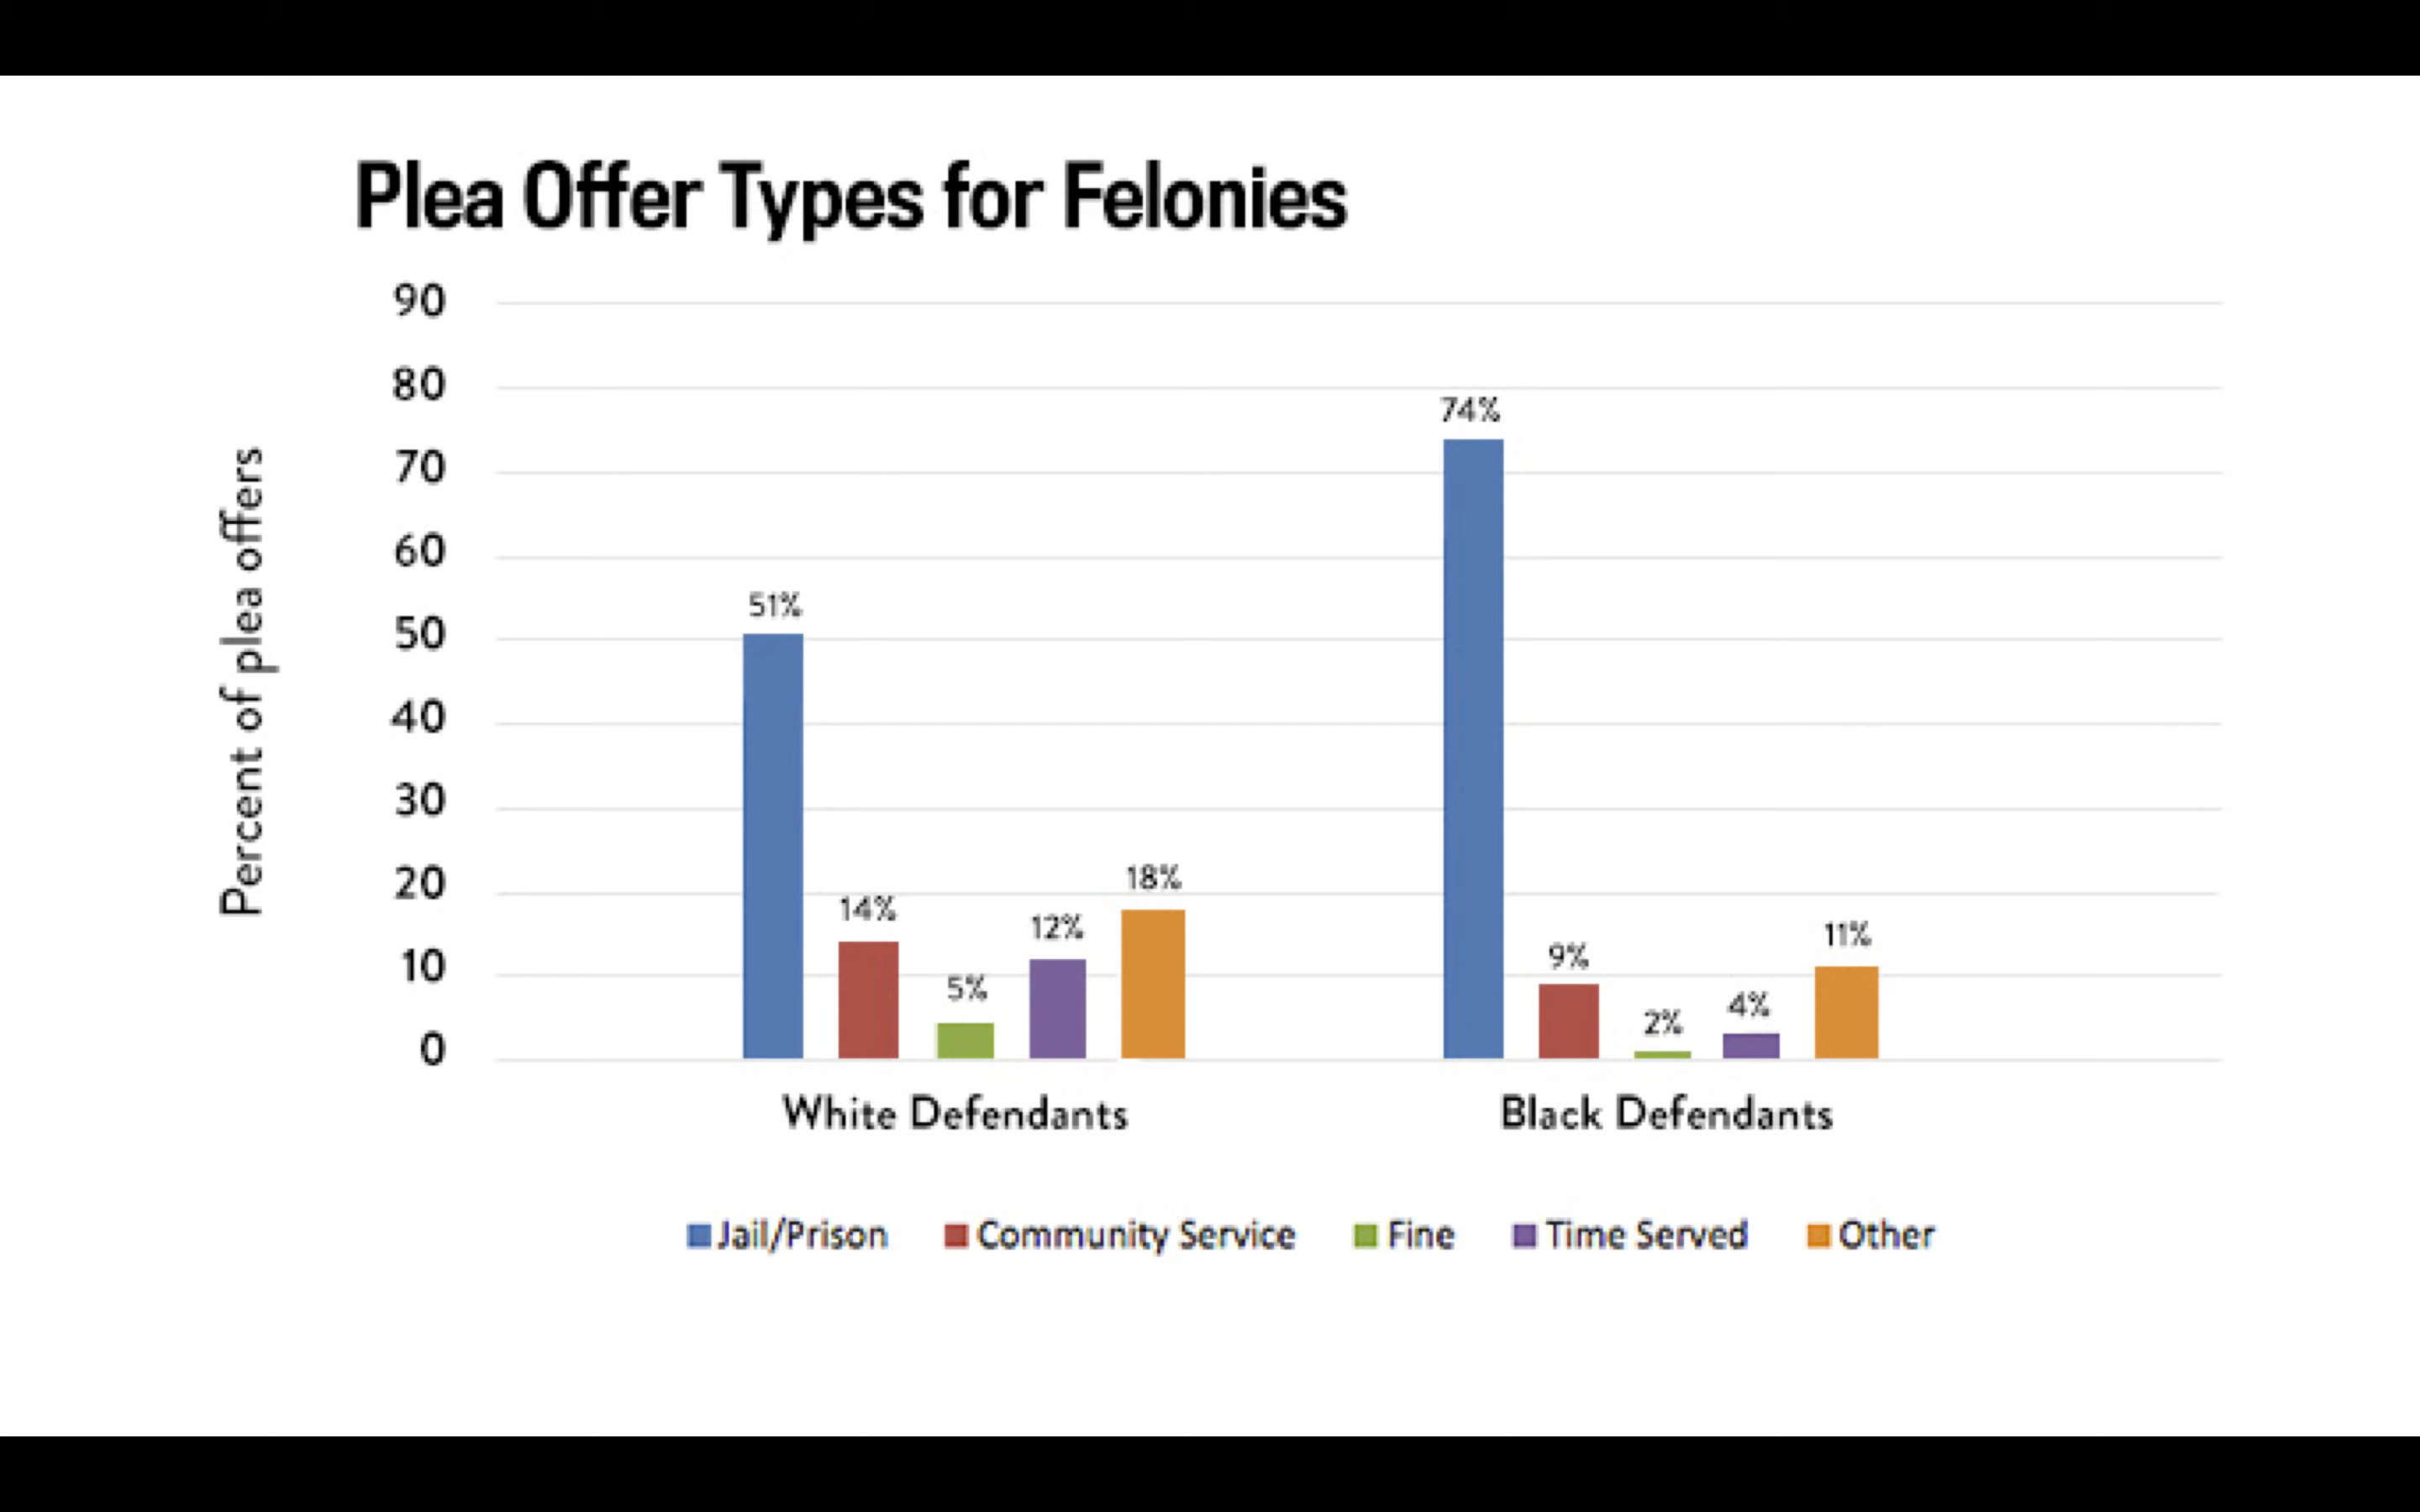 Plea Offer Types for Felonies
Percent of plea offers
90
80
70
60
50
40
30
20
10
0
51%
14%
5%
12%
18%
74%
9%
2%
4%
11%
White Defendants
Black Defendants
Jail/Prison
Community Service
Fine
Time Served
Other